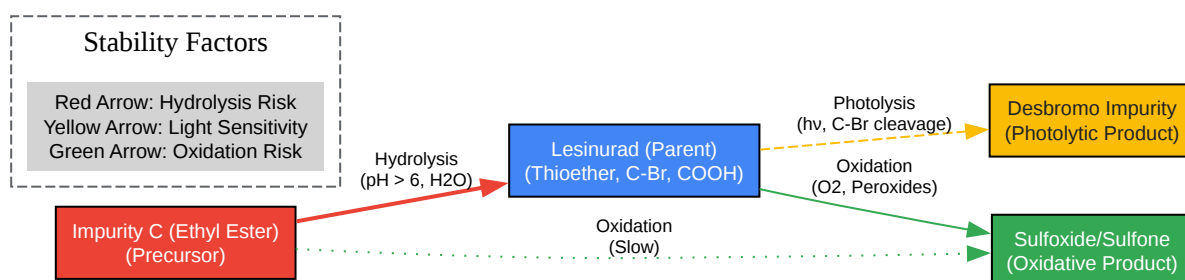 Stability Factors
Red Arrow: Hydrolysis Risk
Yellow Arrow: Light Sensitivity
Green Arrow: Oxidation Risk
Impurity C (Ethyl Ester)
(Precursor)
Hydrolysis
(pH > 6, H2O)
Lesinurad (Parent)
(Thioether, C-Br, COOH)
Photolysis
(hν, C-Br cleavage)
Desbromo Impurity
(Photolytic Product)
Oxidation
(O2, Peroxides)
Oxidation
(Slow)
Sulfoxide/Sulfone
(Oxidative Product)